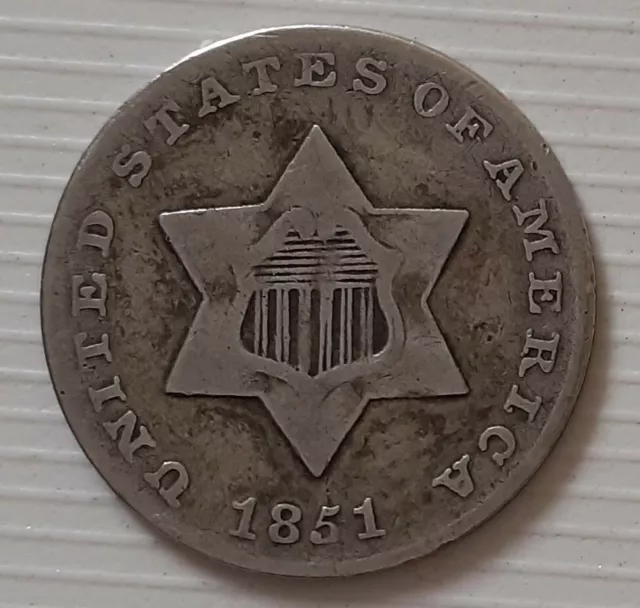 UNITED STATES OF AMERICA
1851